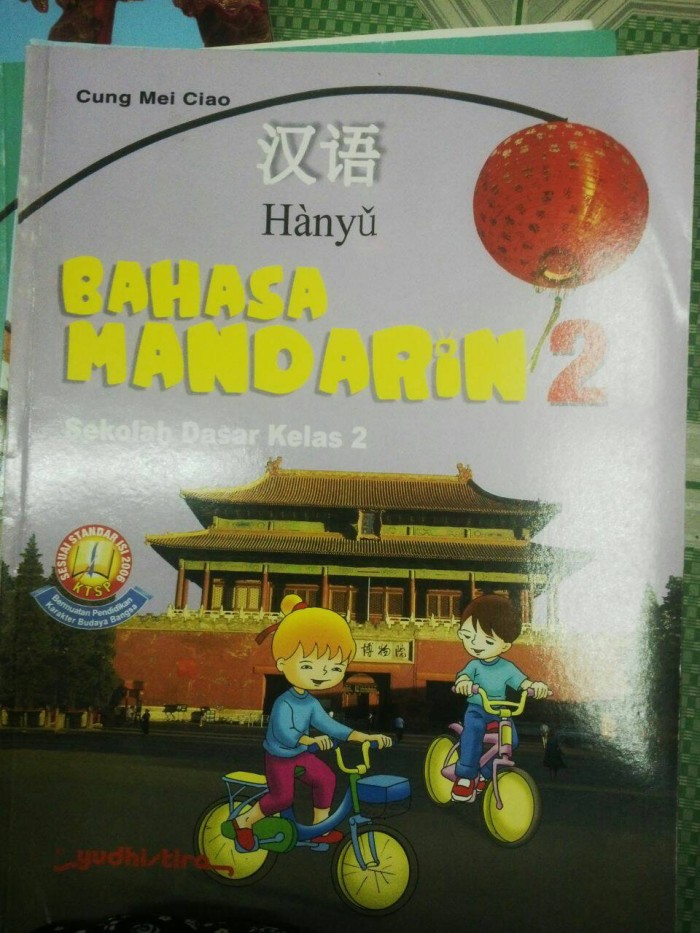 Cung Mei Ciao
汉语
Hànyǔ
BAHASA
MANDARIN 2
Sekolah Dasar Kelas 2
SESUAI STANDAR ISI 2006
KTSP
Bermuatan Pendidikan
Karakter Budaya Bangsa
博物院
yudhistira